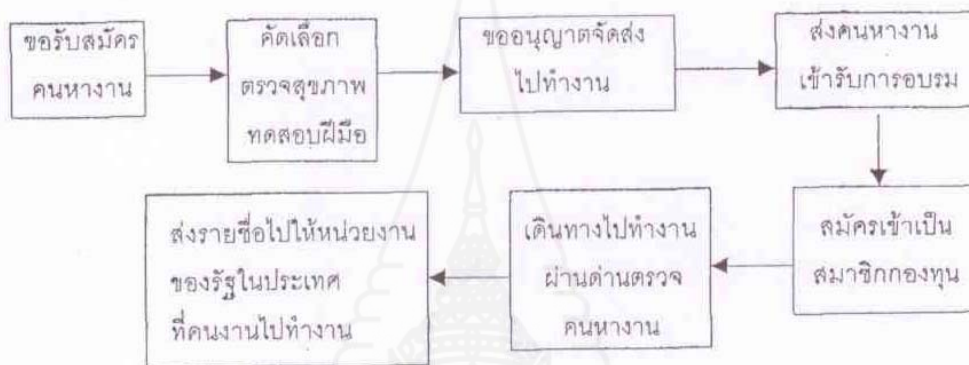 ขอรับสมัคร
คนหางาน
คัดเลือก
ตรวจสุขภาพ
ทดสอบฝีมือ
ขออนุญาตจัดส่ง
ไปทำงาน
ส่งคนหางาน
เข้ารับการอบรม
สมัครเข้าเป็น
สมาชิกกองทุน
เดินทางไปทำงาน
ผ่านด่านตรวจ
คนหางาน
ส่งรายชื่อไปให้หน่วยงาน
ของรัฐในประเทศ
ที่คนงานไปทำงาน